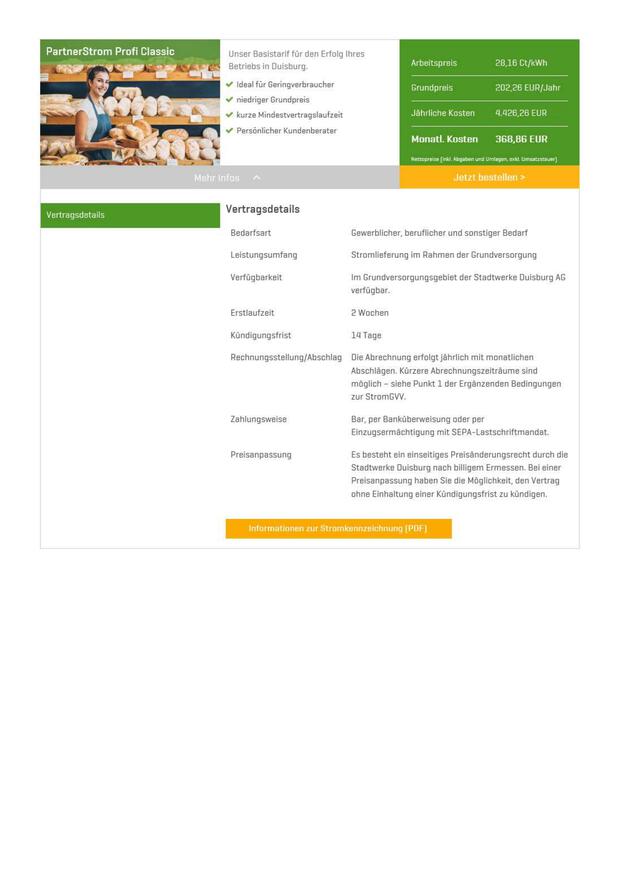 PartnerStrom Profi Classic
Unser Basistarif für den Erfolg Ihres
Betriebs in Duisburg.
Ideal für Geringverbraucher
niedriger Grundpreis
kurze Mindestvertragslaufzeit
Persönlicher Kundenberater
Arbeitspreis 28,16 Ct/kWh
Grundpreis 202,26 EUR/Jahr
Jährliche Kosten 4.426,26 EUR
Monatl. Kosten 368,86 EUR
Nettopreise (inkl. Abgaben und Umlagen, exkl. Umsatzsteuer)
Mehr Infos
Jetzt bestellen >
Vertragsdetails
Vertragsdetails
Bedarfsart Gewerblicher, beruflicher und sonstiger Bedarf
Leistungsumfang Stromlieferung im Rahmen der Grundversorgung
Verfügbarkeit Im Grundversorgungsgebiet der Stadtwerke Duisburg AG
verfügbar.
Erstlaufzeit 2 Wochen
Kündigungsfrist 14 Tage
Rechnungsstellung/Abschlag Die Abrechnung erfolgt jährlich mit monatlichen
Abschlägen. Kürzere Abrechnungszeiträume sind
möglich – siehe Punkt 1 der Ergänzenden Bedingungen
zur StromGVV.
Zahlungsweise Bar, per Banküberweisung oder per
Einzugsermächtigung mit SEPA-Lastschriftmandat.
Preisanpassung Es besteht ein einseitiges Preisänderungsrecht durch die
Stadtwerke Duisburg nach billigem Ermessen. Bei einer
Preisanpassung haben Sie die Möglichkeit, den Vertrag
ohne Einhaltung einer Kündigungsfrist zu kündigen.
Informationen zur Stromkennzeichnung (PDF)